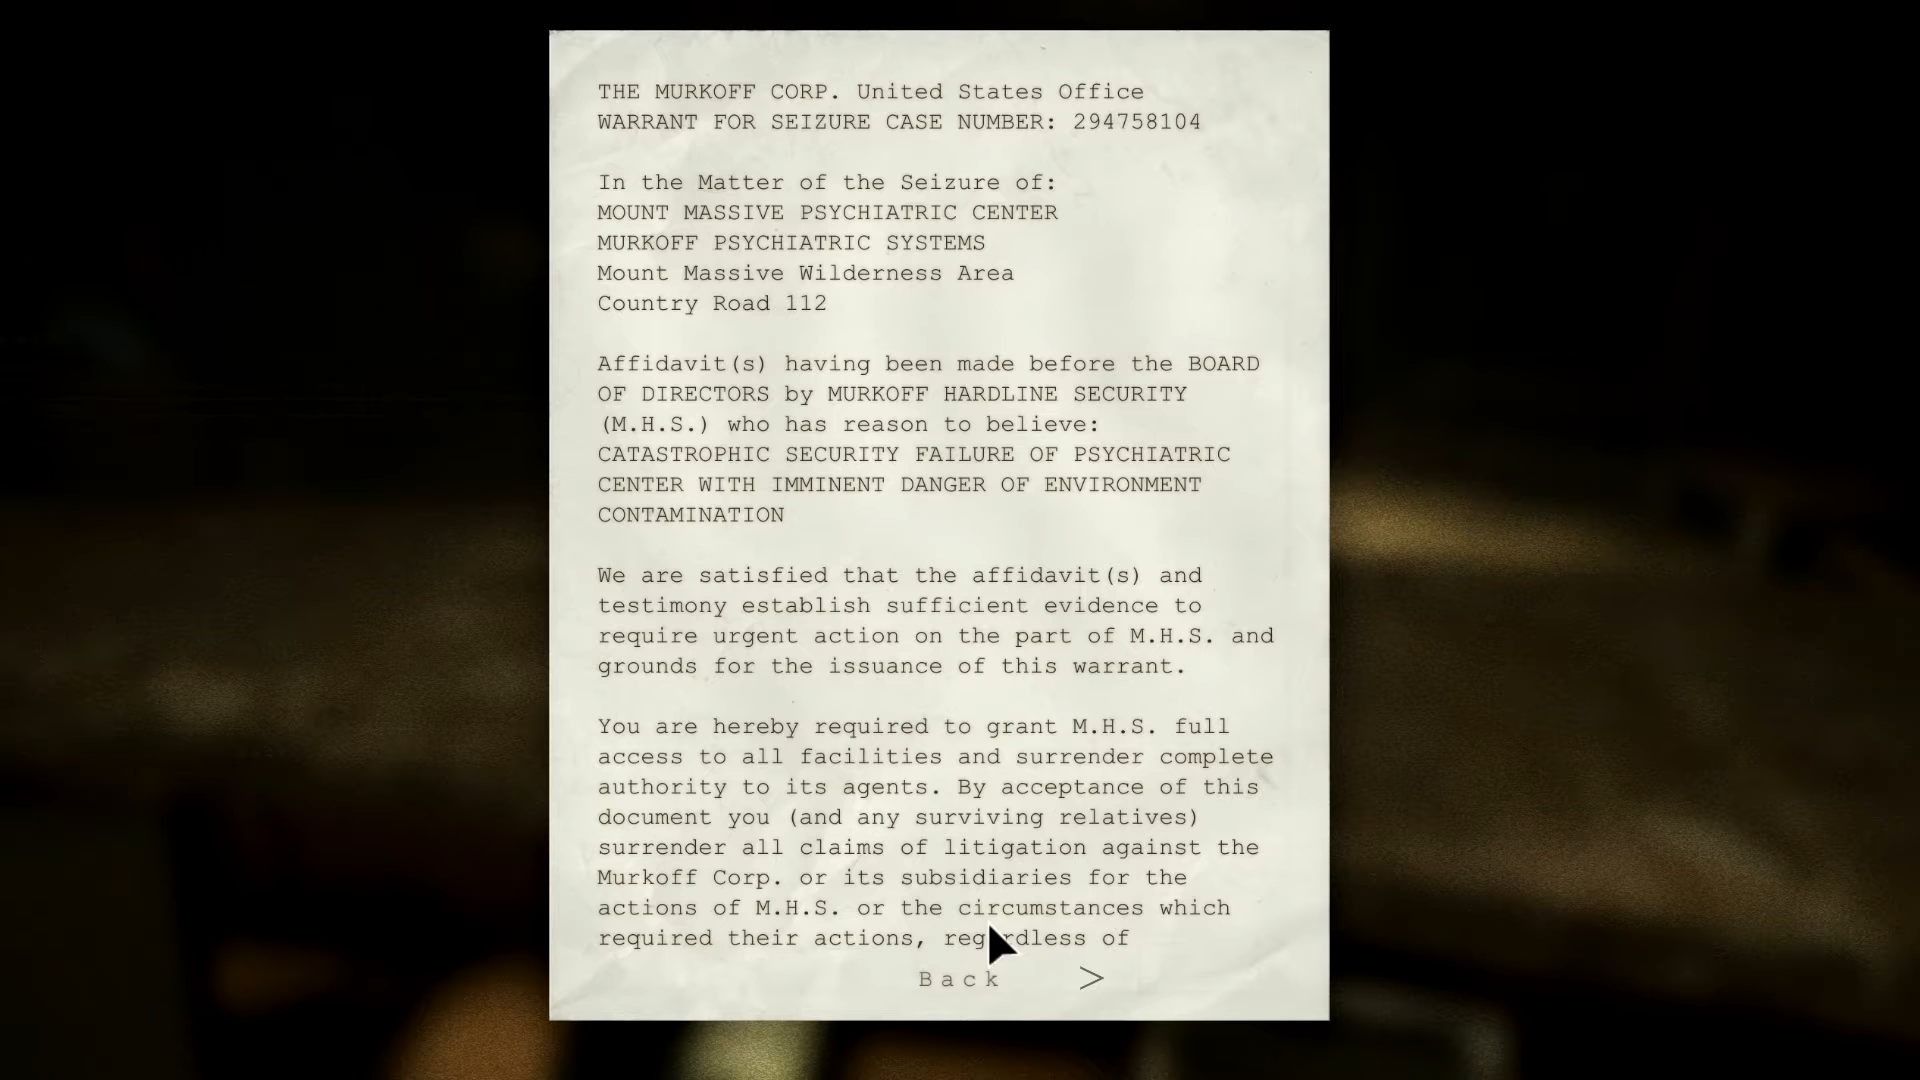 THE MURKOFF CORP. United States Office
WARRANT FOR SEIZURE CASE NUMBER: 294758104
In the Matter of the Seizure of:
MOUNT MASSIVE PSYCHIATRIC CENTER
MURKOFF PSYCHIATRIC SYSTEMS
Mount Massive Wilderness Area
Country Road 112
Affidavit(s) having been made before the BOARD
OF DIRECTORS by MURKOFF HARDLINE SECURITY
(M.H.S.) who has reason to believe:
CATASTROPHIC SECURITY FAILURE OF PSYCHIATRIC
CENTER WITH IMMINENT DANGER OF ENVIRONMENT
CONTAMINATION
We are satisfied that the affidavit(s) and
testimony establish sufficient evidence to
require urgent action on the part of M.H.S. and
grounds for the issuance of this warrant.
You are hereby required to grant M.H.S. full
access to all facilities and surrender complete
authority to its agents. By acceptance of this
document you (and any surviving relatives)
surrender all claims of litigation against the
Murkoff Corp. or its subsidiaries for the
actions of M.H.S. or the circumstances which
required their actions, regardless of
Back >